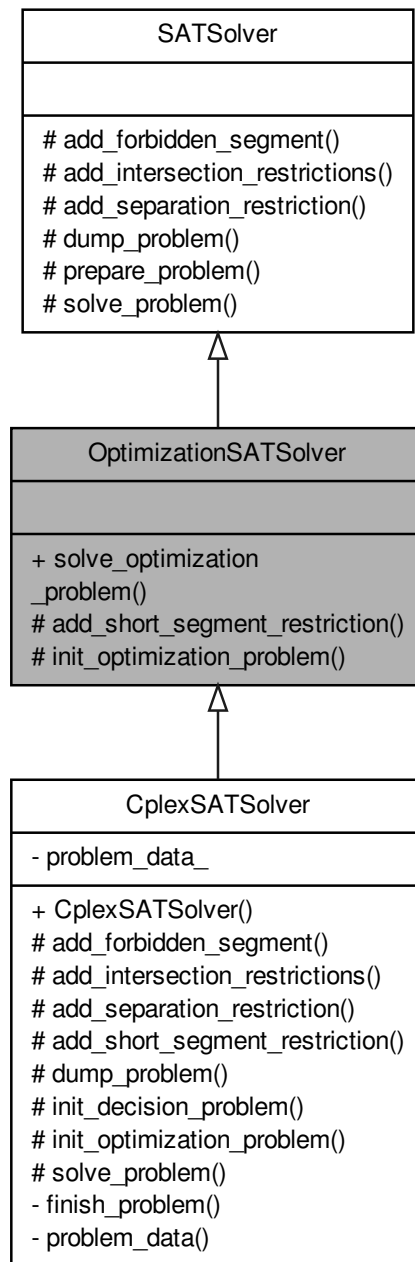 SATSolver
# add_forbidden_segment()
# add_intersection_restrictions()
# add_separation_restriction()
# dump_problem()
# prepare_problem()
# solve_problem()
OptimizationSATSolver
+ solve_optimization
_problem()
# add_short_segment_restriction()
# init_optimization_problem()
CplexSATSolver
- problem_data_
+ CplexSATSolver()
# add_forbidden_segment()
# add_intersection_restrictions()
# add_separation_restriction()
# add_short_segment_restriction()
# dump_problem()
# init_decision_problem()
# init_optimization_problem()
# solve_problem()
- finish_problem()
- problem_data()